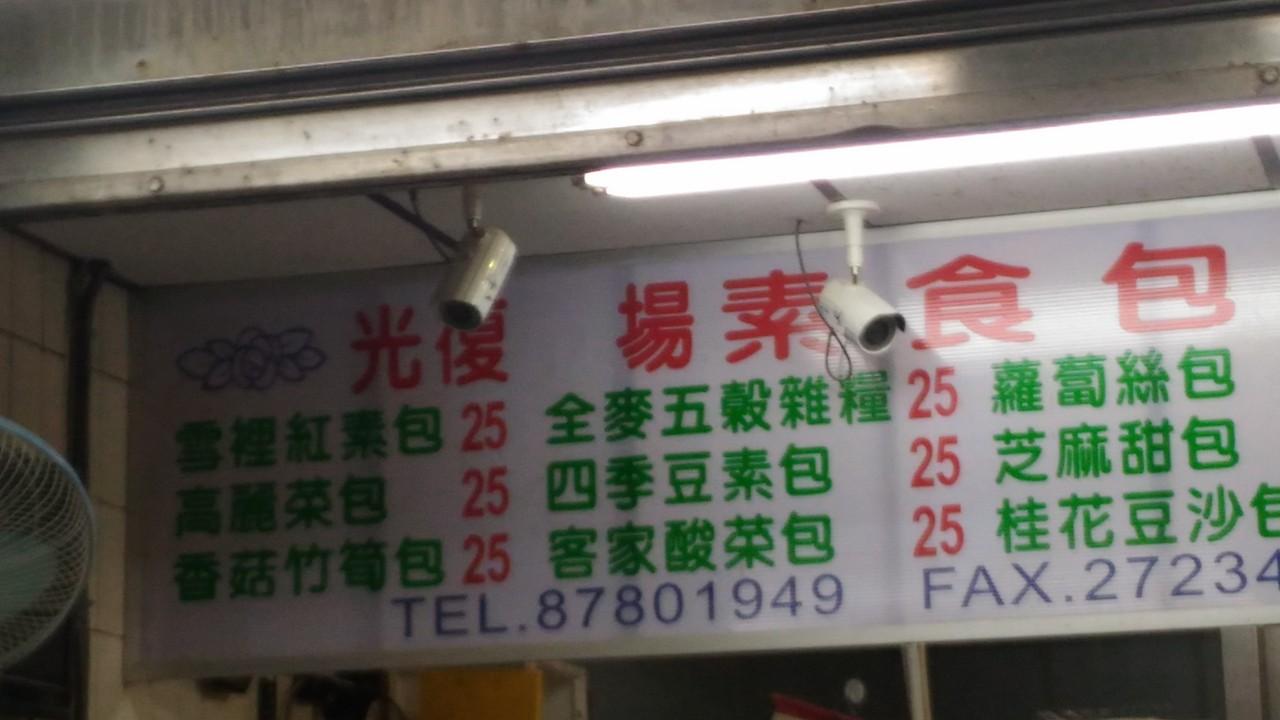 光復 場素食包
雪裡紅素包 25 全麥五穀雜糧 25 蘿蔔絲包
高麗菜包 25 四季豆素包 25 芝麻甜包
香菇竹筍包 25 客家酸菜包 25 桂花豆沙包
TEL.87801949 FAX.27234